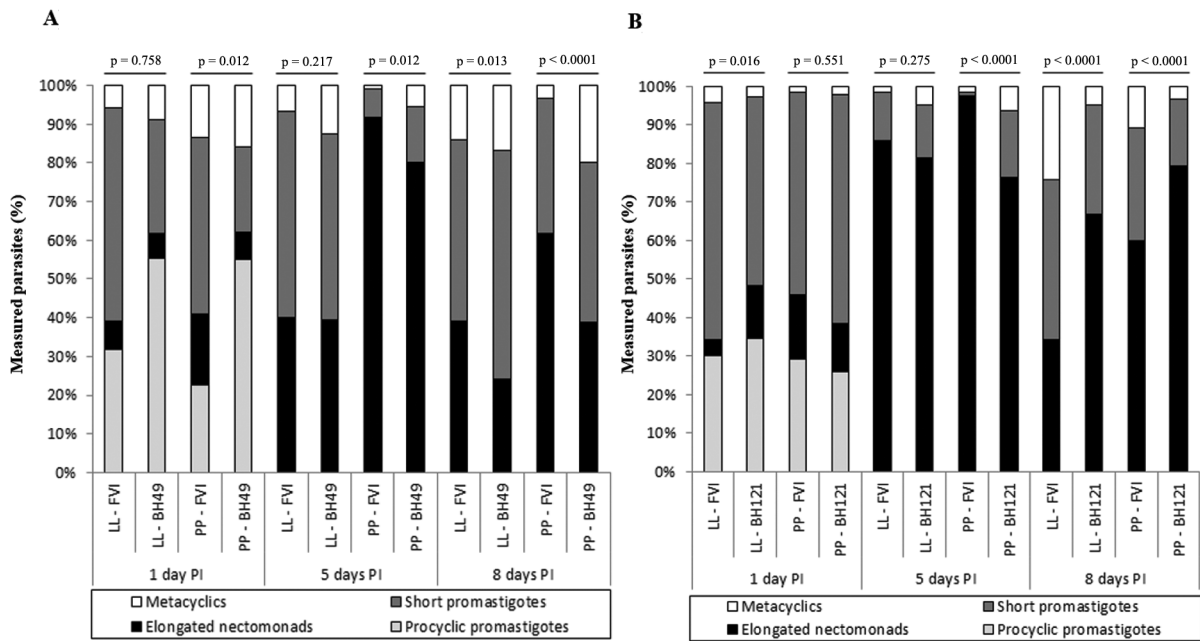 A
p = 0.758 p = 0.012 p = 0.217 p = 0.012 p = 0.013 p < 0.0001
Measured parasites (%)
100%
90%
80%
70%
60%
50%
40%
30%
20%
10%
0%
LL - FVI
LL - BH49
PP - FVI
PP - BH49
LL - FVI
LL - BH49
PP - FVI
PP - BH49
LL - FVI
LL - BH49
PP - FVI
PP - BH49
1 day PI 5 days PI 8 days PI
Metacyclics Short promastigotes
Elongated nectomonads Procyclic promastigotes
B
p = 0.016 p = 0.551 p = 0.275 p < 0.0001 p < 0.0001 p < 0.0001
Measured parasites (%)
100%
90%
80%
70%
60%
50%
40%
30%
20%
10%
0%
LL - FVI
LL - BH121
PP - FVI
PP - BH121
LL - FVI
LL - BH121
PP - FVI
PP - BH121
LL - FVI
LL - BH121
PP - FVI
PP - BH121
1 day PI 5 days PI 8 days PI
Metacyclics Short promastigotes
Elongated nectomonads Procyclic promastigotes